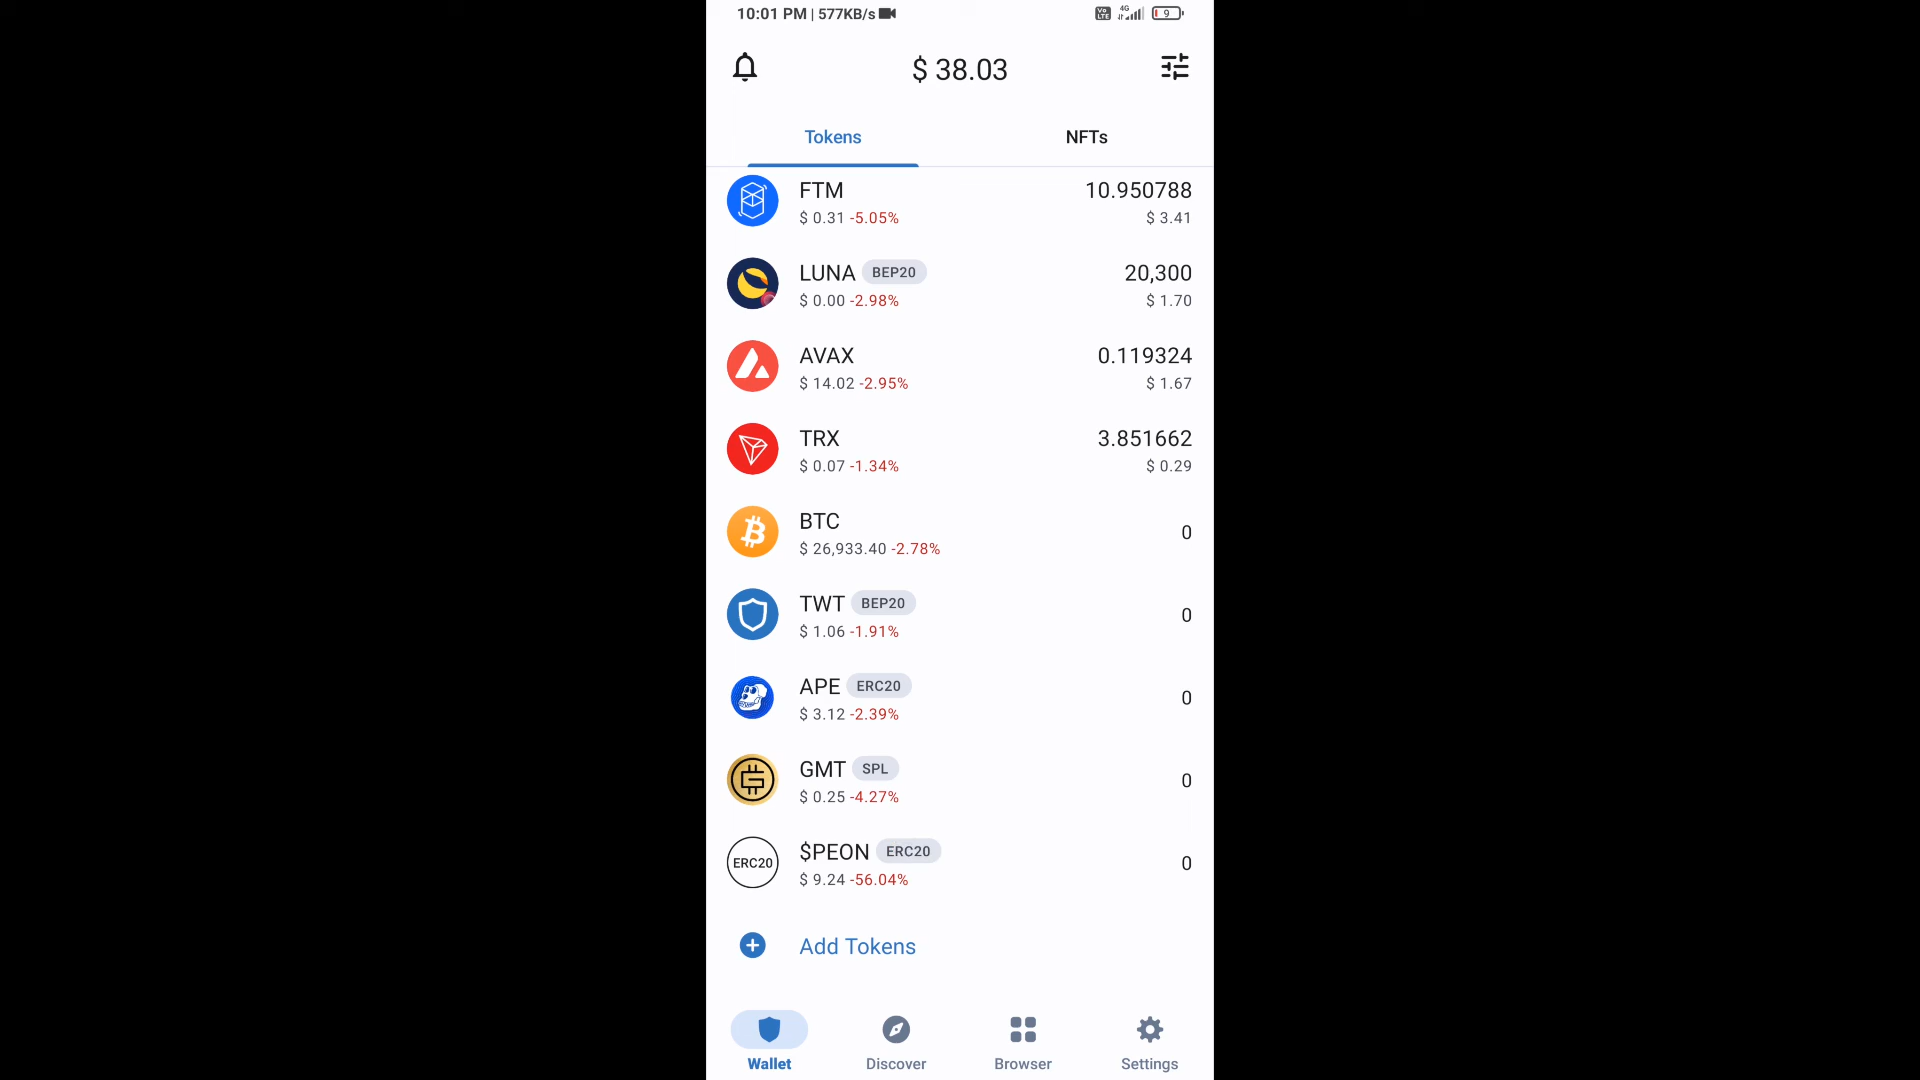 10:01 PM | 577KB/s
Vo LTE 4G 9
$ 38.03
Tokens NFTs
FTM 10.950788
$ 0.31 -5.05% $ 3.41
LUNA BEP20 20,300
$ 0.00 -2.98% $ 1.70
AVAX 0.119324
$ 14.02 -2.95% $ 1.67
TRX 3.851662
$ 0.07 -1.34% $ 0.29
BTC 0
$ 26,933.40 -2.78%
TWT BEP20 0
$ 1.06 -1.91%
APE ERC20 0
$ 3.12 -2.39%
GMT SPL 0
$ 0.25 -4.27%
ERC20 $PEON ERC20 0
$ 9.24 -56.04%
Add Tokens
Wallet Discover Browser Settings